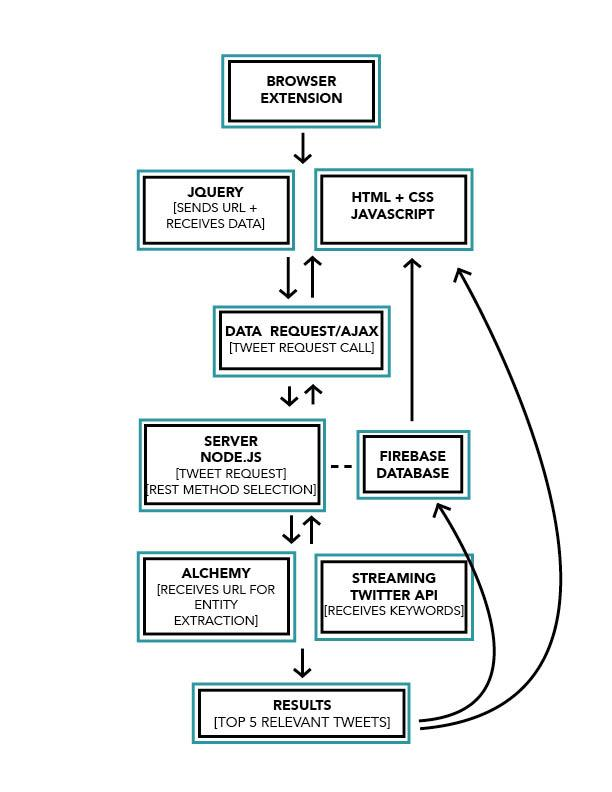 BROWSER
EXTENSION
JQUERY
[SENDS URL +
RECEIVES DATA]
HTML + CSS
JAVASCRIPT
DATA REQUEST/AJAX
[TWEET REQUEST CALL]
SERVER
NODE.JS
[TWEET REQUEST]
[REST METHOD SELECTION]
FIREBASE
DATABASE
ALCHEMY
[RECEIVES URL FOR
ENTITY
EXTRACTION]
STREAMING
TWITTER API
[RECEIVES KEYWORDS]
RESULTS
[TOP 5 RELEVANT TWEETS]